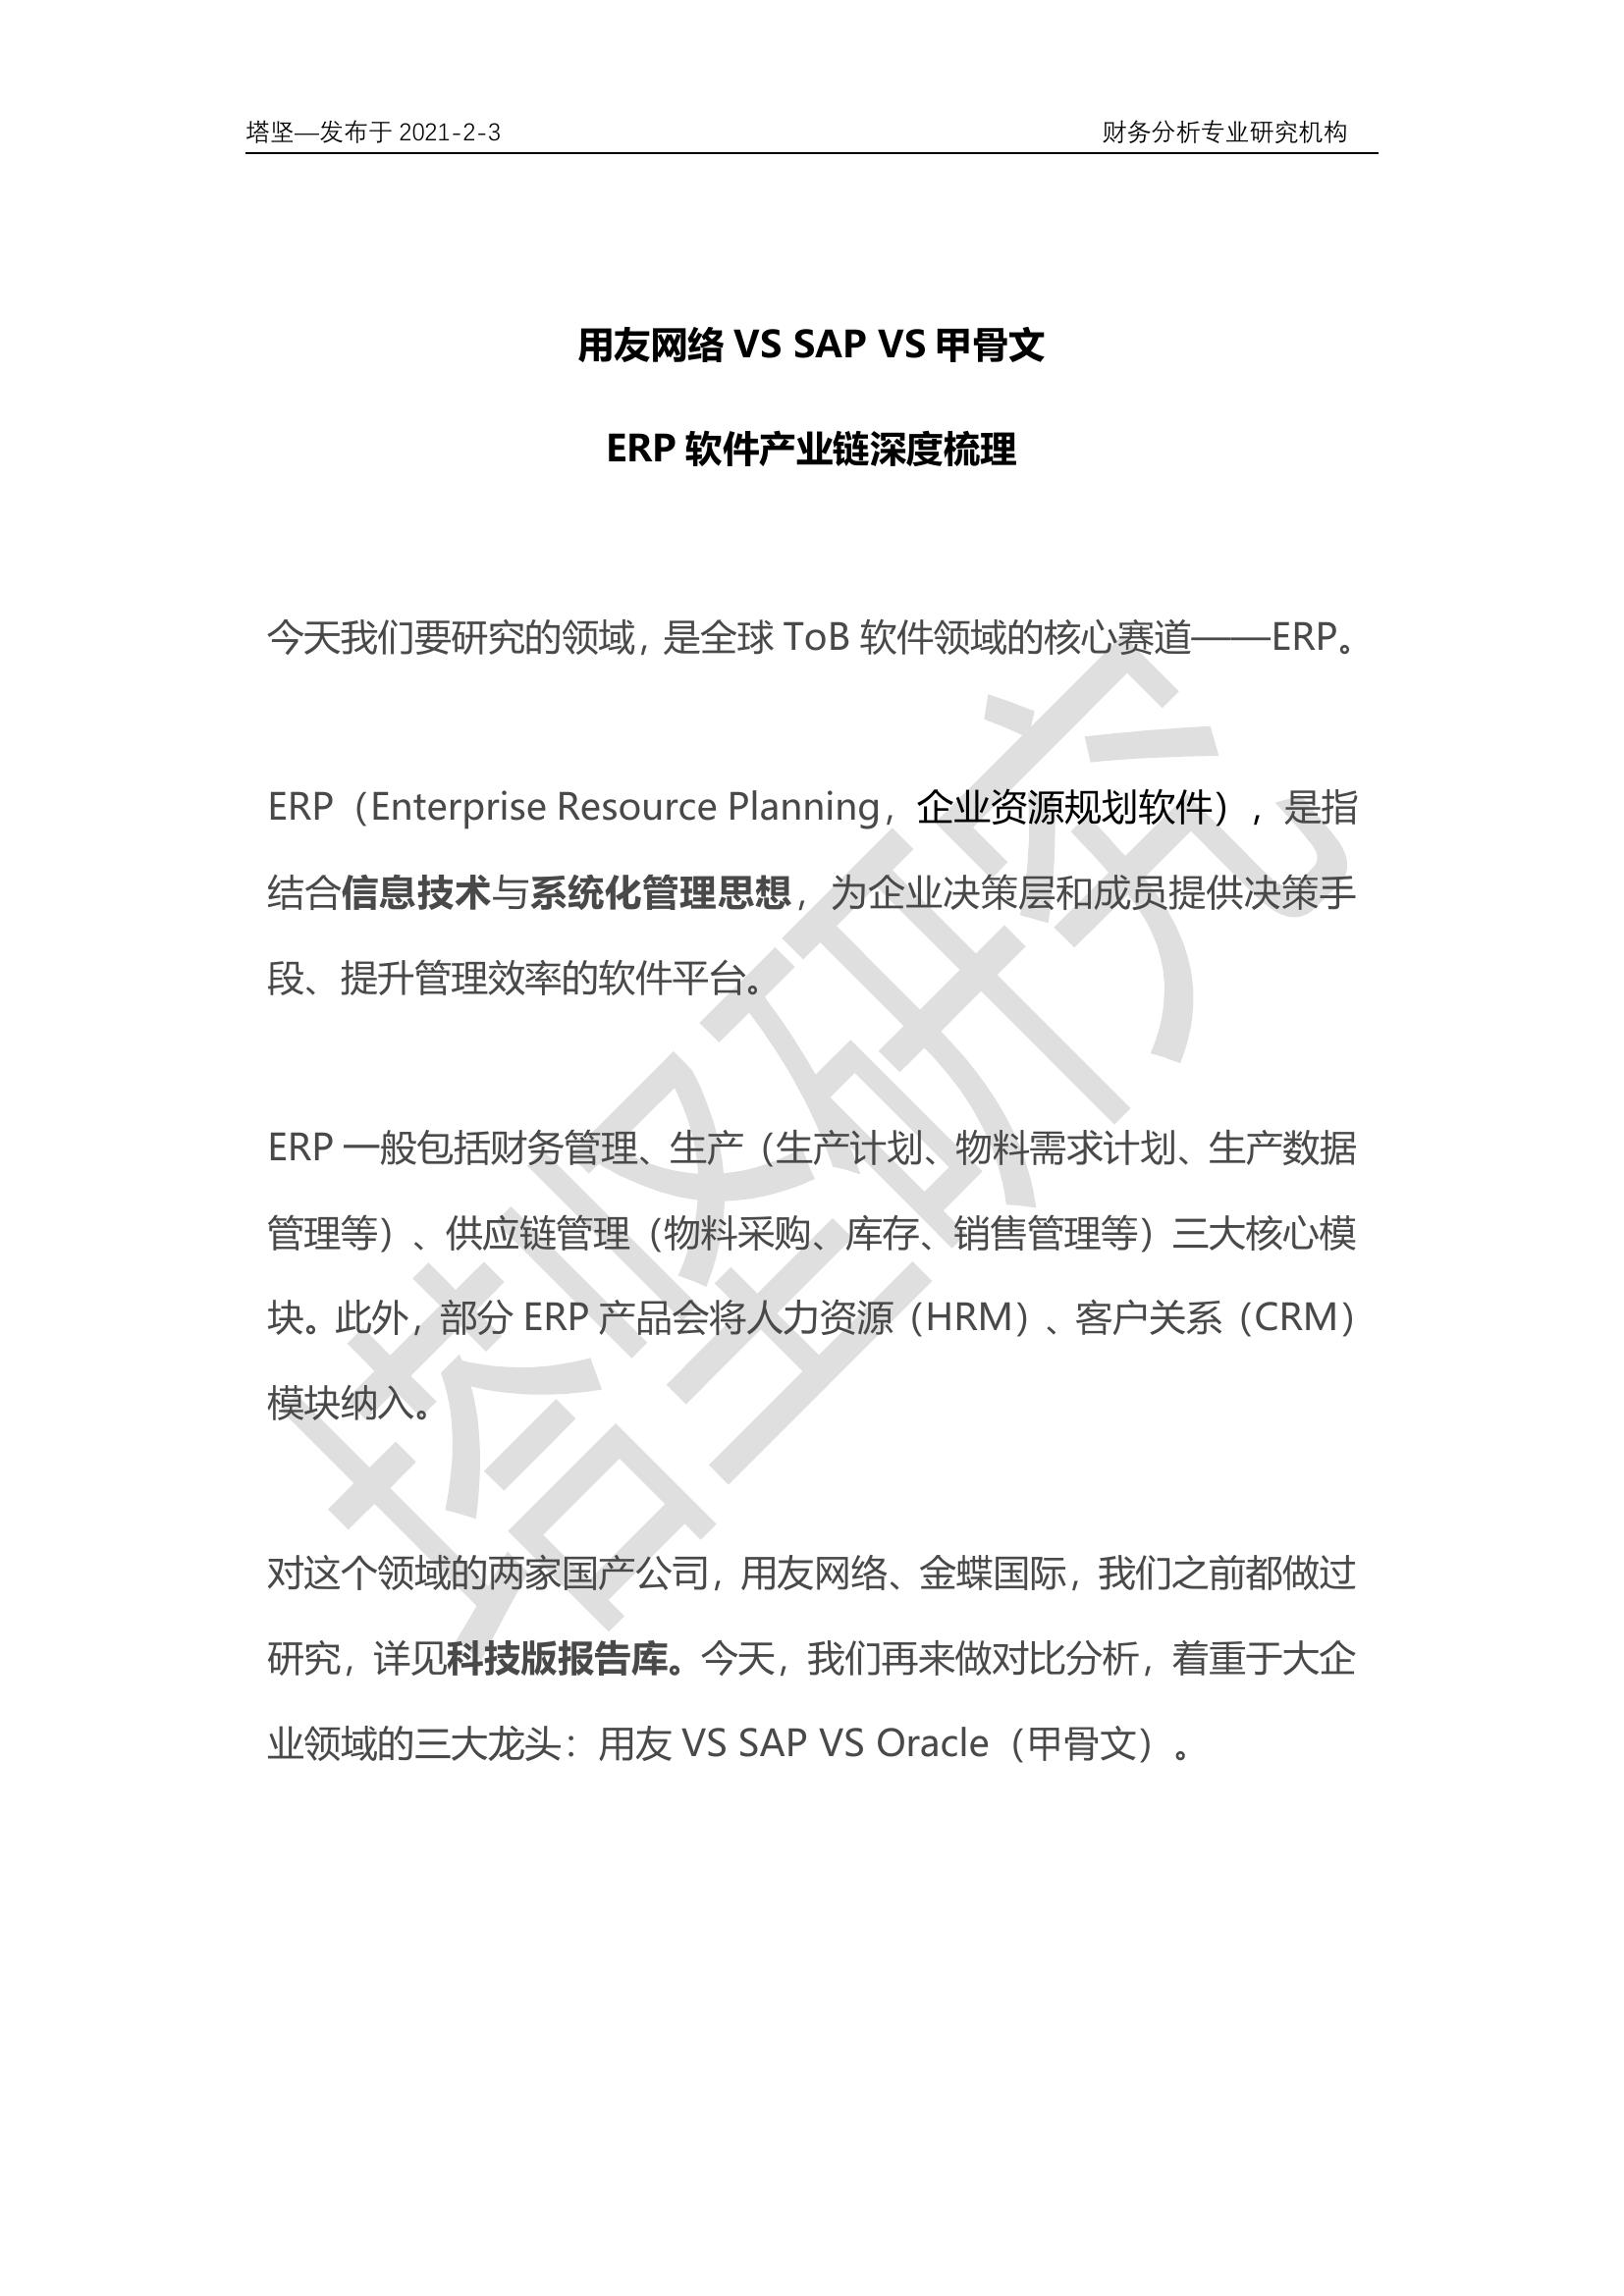 塔坚—发布于 2021-2-3 财务分析专业研究机构
用友网络 VS SAP VS 甲骨文
ERP 软件产业链深度梳理
今天我们要研究的领域，是全球 ToB 软件领域的核心赛道——ERP。
ERP（Enterprise Resource Planning，企业资源规划软件），是指
结合信息技术与系统化管理思想，为企业决策层和成员提供决策手
段、提升管理效率的软件平台。
ERP 一般包括财务管理、生产（生产计划、物料需求计划、生产数据
管理等）、供应链管理（物料采购、库存、销售管理等）三大核心模
块。此外，部分 ERP 产品会将人力资源（HRM）、客户关系（CRM）
模块纳入。
对这个领域的两家国产公司，用友网络、金蝶国际，我们之前都做过
研究，详见科技版报告库。今天，我们再来做对比分析，着重于大企
业领域的三大龙头：用友 VS SAP VS Oracle（甲骨文）。
塔坚研究